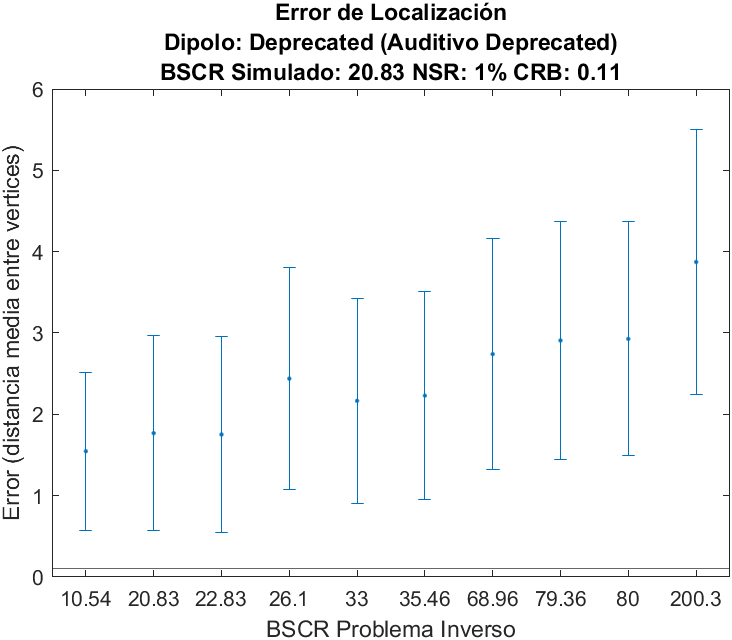 Error de Localización
Dipolo: Deprecated (Auditivo Deprecated)
BSCR Simulado: 20.83 NSR: 1% CRB: 0.11
Error (distancia media entre vertices)
6
5
4
3
2
1
0
10.54 20.83 22.83 26.1 33 35.46 68.96 79.36 80 200.3
BSCR Problema Inverso